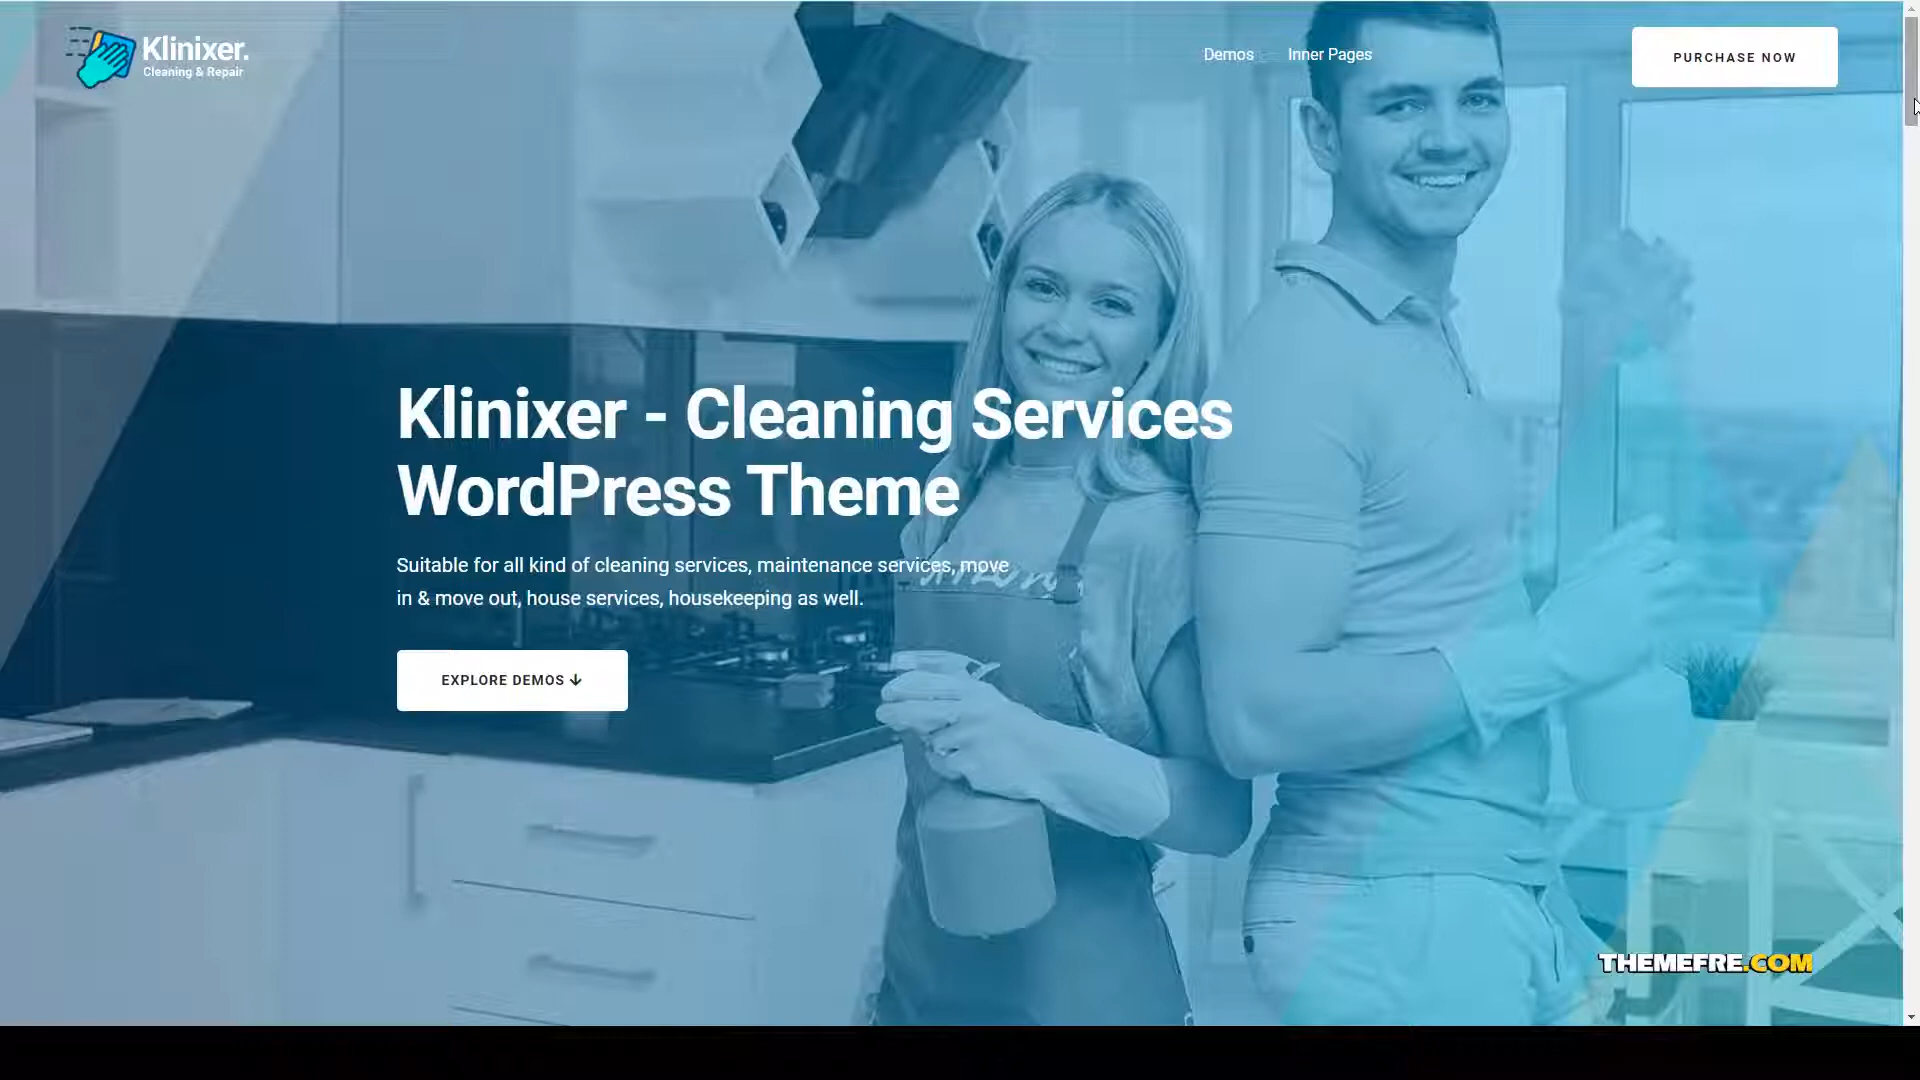 Klinixer.
Cleaning & Repair
Demos
Inner Pages
PURCHASE NOW
Klinixer - Cleaning Services
WordPress Theme
Suitable for all kind of cleaning services, maintenance services, move
in & move out, house services, housekeeping as well.
EXPLORE DEMOS
THEMEFRE.COM